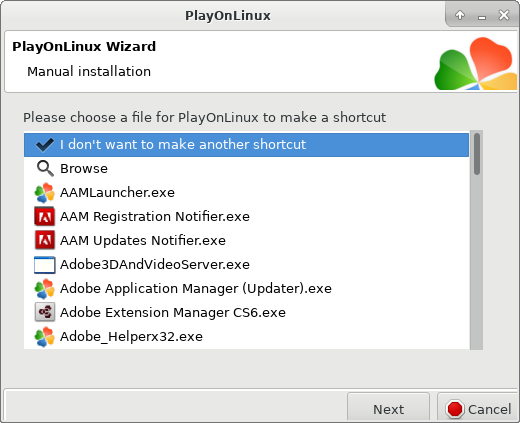 PlayOnLinux
PlayOnLinux Wizard
Manual installation
Please choose a file for PlayOnLinux to make a shortcut
I don't want to make another shortcut
Browse
AAMLauncher.exe
AAM Registration Notifier.exe
AAM Updates Notifier.exe
Adobe3DAndVideoServer.exe
Adobe Application Manager (Updater).exe
Adobe Extension Manager CS6.exe
Adobe_Helperx32.exe
Next
Cancel